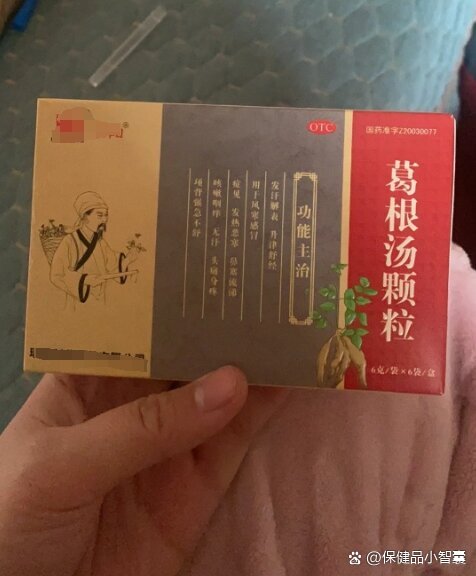 OTC
国药准字Z20030077
葛根汤颗粒
6克/袋×6袋/盒
功能主治
发汗解表 升津舒经
用于风寒感冒
症见 发热恶寒 鼻塞流涕
咳嗽咽痒 无汗 头痛身疼
项背强急不舒
@保健品小智囊